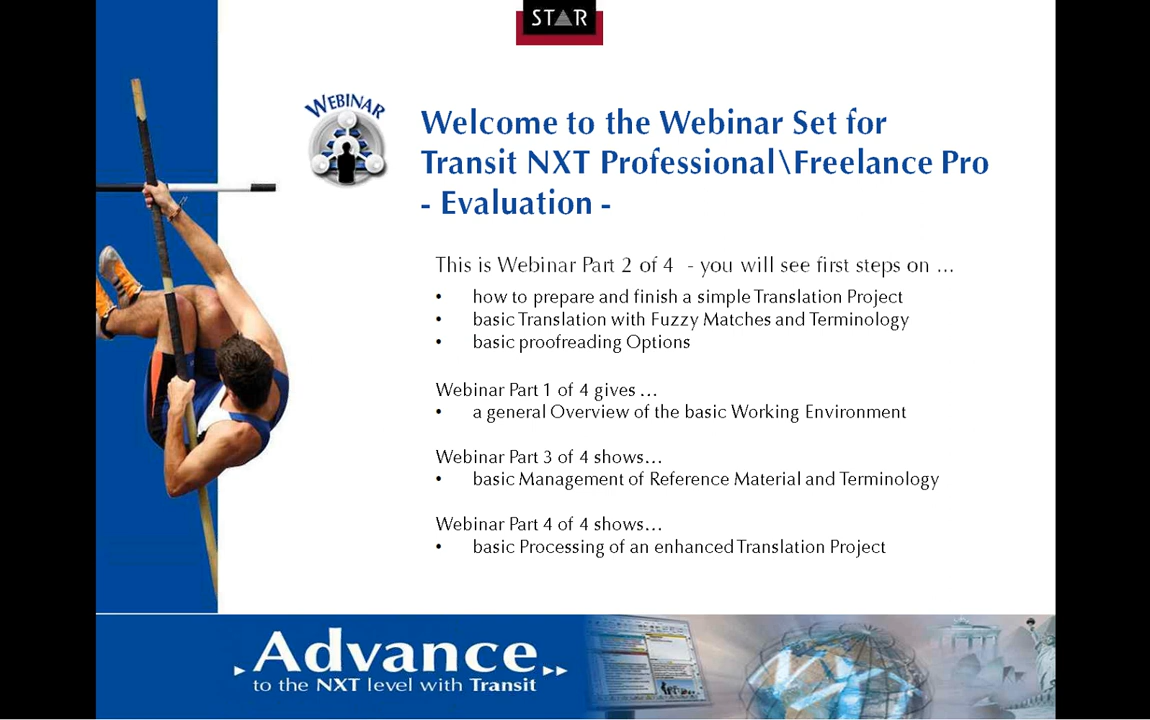 STAR
WEBINAR
Welcome to the Webinar Set for
Transit NXT Professional\Freelance Pro
- Evaluation -
This is Webinar Part 2 of 4 - you will see first steps on ...
• how to prepare and finish a simple Translation Project
• basic Translation with Fuzzy Matches and Terminology
• basic proofreading Options
Webinar Part 1 of 4 gives ...
• a general Overview of the basic Working Environment
Webinar Part 3 of 4 shows...
• basic Management of Reference Material and Terminology
Webinar Part 4 of 4 shows...
• basic Processing of an enhanced Translation Project
Advance
to the NXT level with Transit